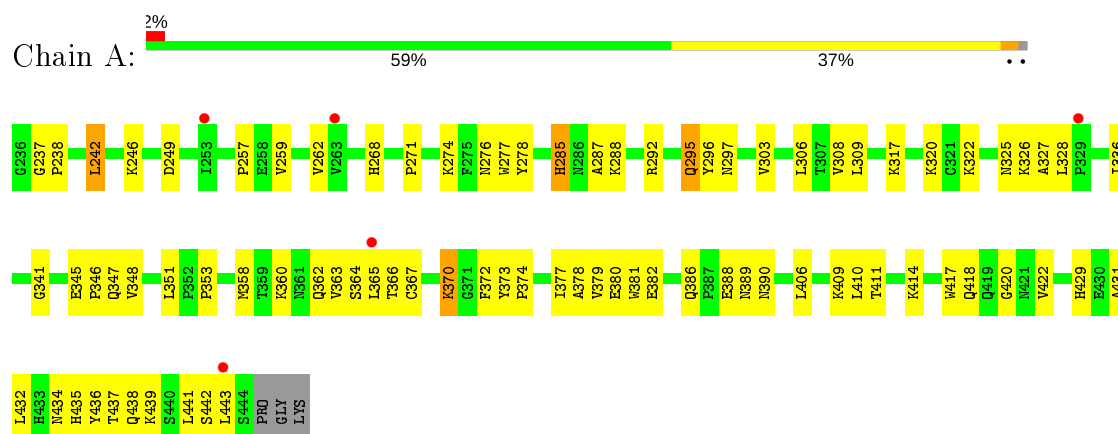 2%
Chain A:
59% 37% • •
G236 G237 P238 L242 K246 D249 I253 P257 E258 V259 V262 V263 H268 P271 K274 F275 N276 W277 Y278 H285 N286 A287 K288 R292 Q295 Y296 N297 V303 L306 T307 V308 L309 K317 K320 C321 K322 N325 K326 A327 L328 P329
G341 E345 P346 Q347 V348 L351 P352 P353 M358 T359 K360 N361 Q362 V363 S364 L365 T366 C367 K370 G371 F372 Y373 P374 I377 A378 V379 E380 W381 E382 Q386 P387 E388 N389 N390 L406 K409 L410 T411 K414 W417 Q418 Q419 G420 N421 V422 H429 E430 A431
L432 H433 N434 H435 Y436 T437 Q438 K439 S440 L441 S442 L443 S444 PRO GLY LYS